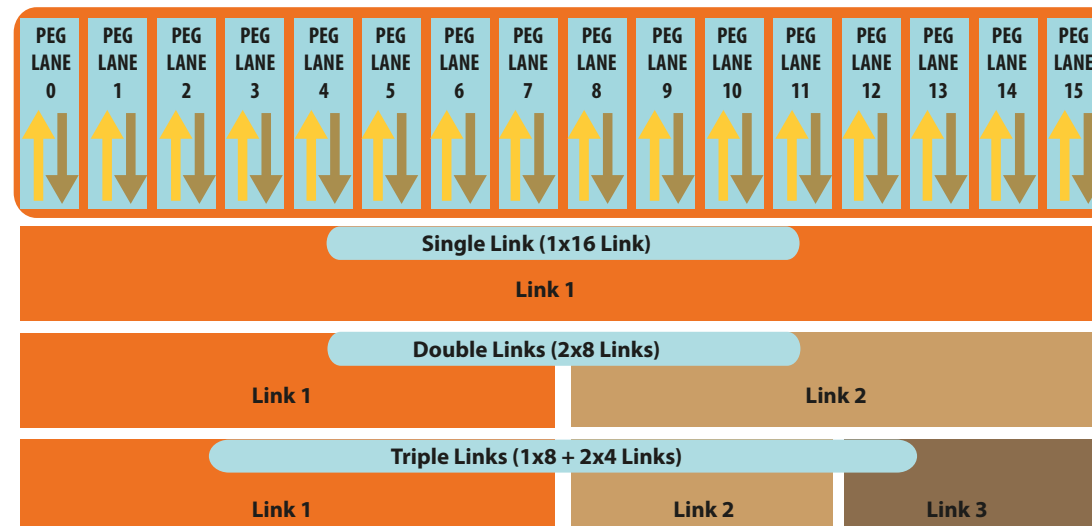 PEG PEG PEG PEG PEG PEG PEG PEG PEG PEG PEG PEG PEG PEG PEG PEG
LANE LANE LANE LANE LANE LANE LANE LANE LANE LANE LANE LANE LANE LANE LANE LANE
0 1 2 3 4 5 6 7 8 9 10 11 12 13 14 15
Single Link (1x16 Link)
Link 1
Double Links (2x8 Links)
Link 1 Link 2
Triple Links (1x8 + 2x4 Links)
Link 1 Link 2 Link 3